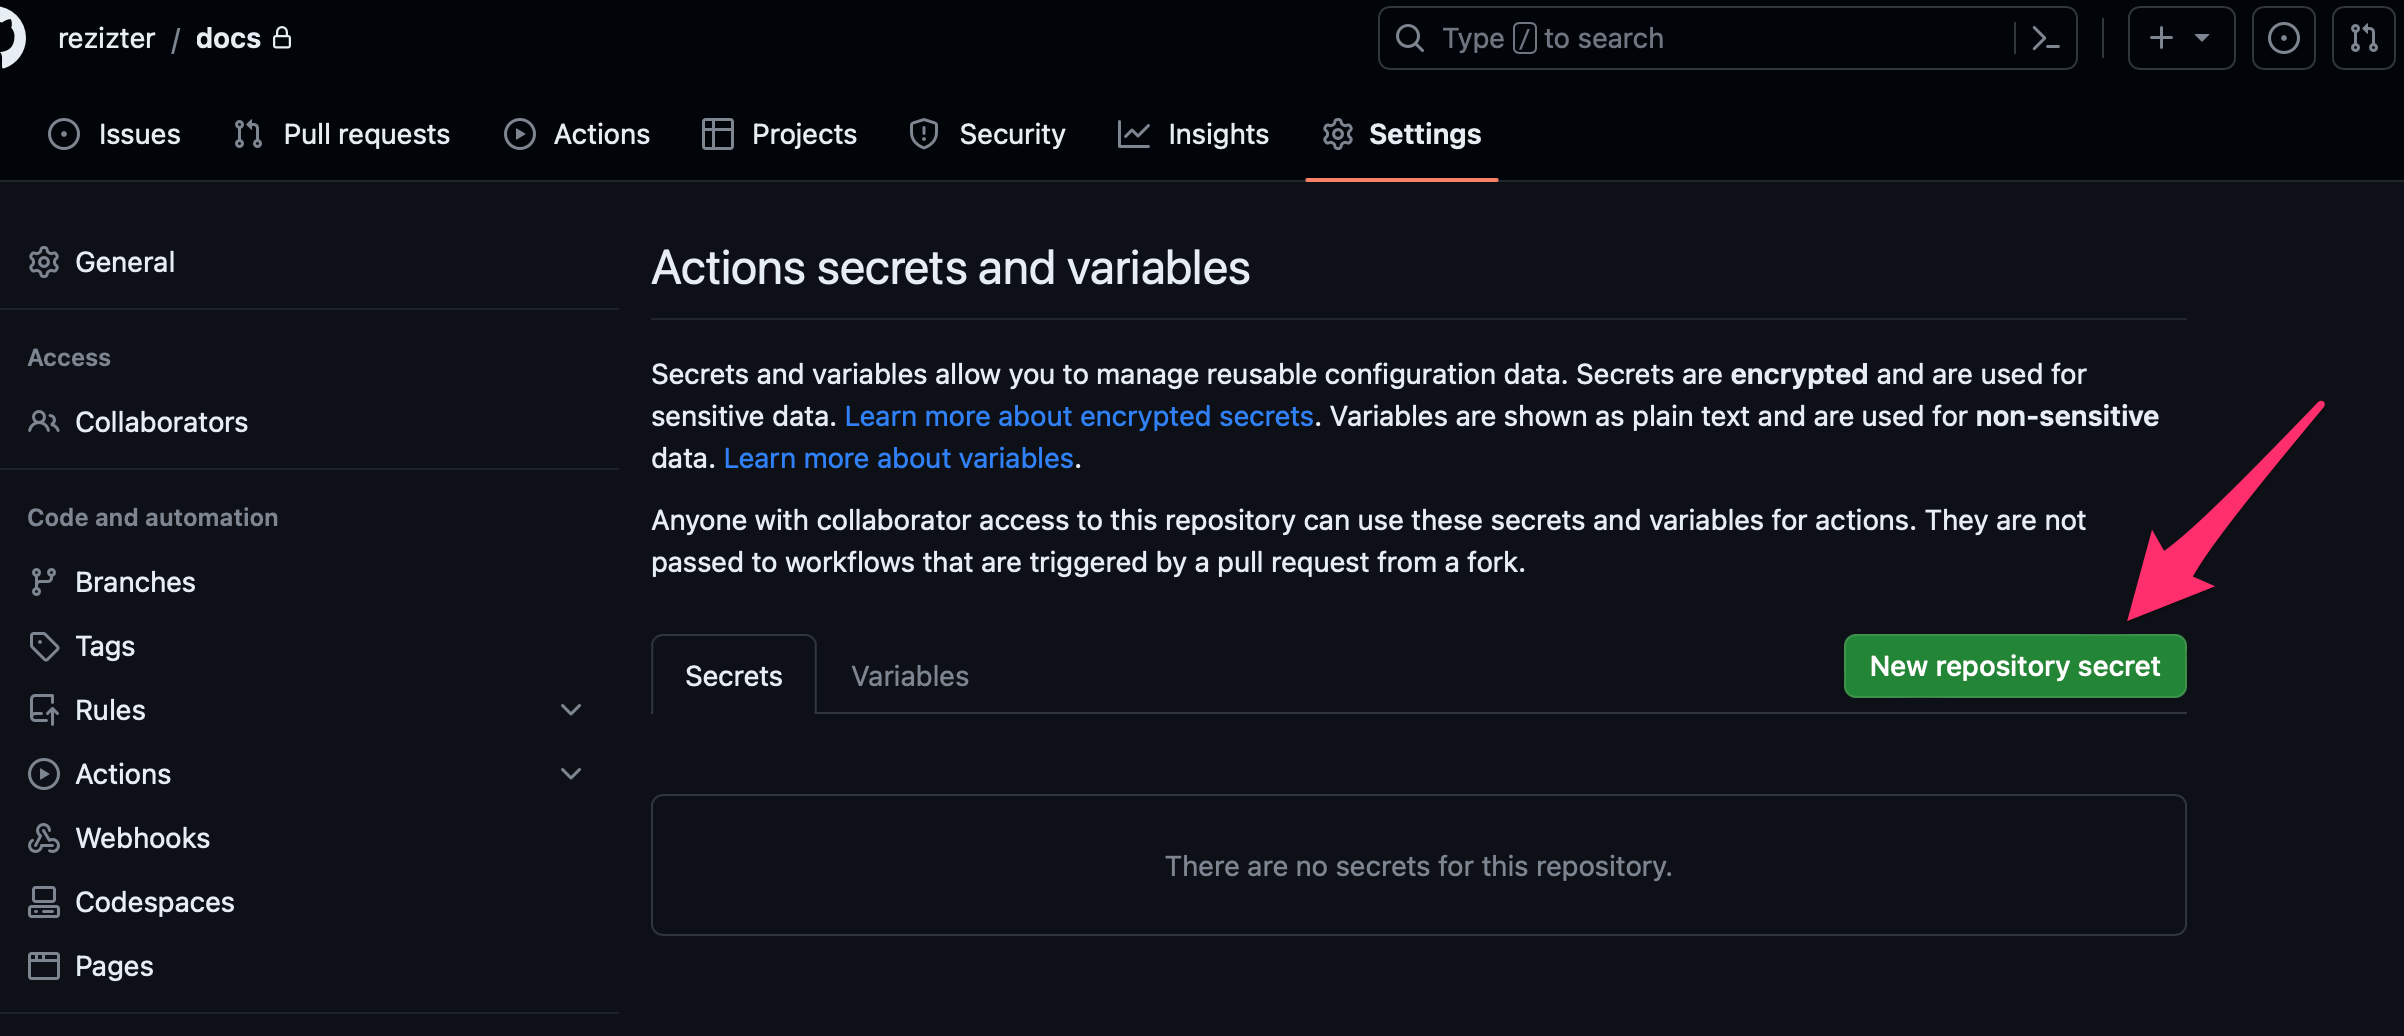 rezizter / docs
Type / to search
Issues
Pull requests
Actions
Projects
Security
Insights
Settings
General
Access
Collaborators
Code and automation
Branches
Tags
Rules
Actions
Webhooks
Codespaces
Pages
Actions secrets and variables
Secrets and variables allow you to manage reusable configuration data. Secrets are encrypted and are used for
sensitive data. Learn more about encrypted secrets. Variables are shown as plain text and are used for non-sensitive
data. Learn more about variables.
Anyone with collaborator access to this repository can use these secrets and variables for actions. They are not
passed to workflows that are triggered by a pull request from a fork.
Secrets
Variables
New repository secret
There are no secrets for this repository.